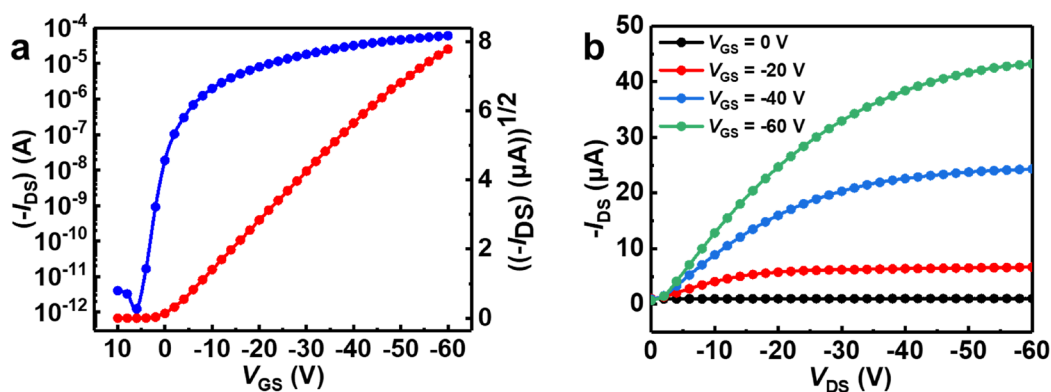 a
10⁻⁴
10⁻⁵
10⁻⁶
10⁻⁷
10⁻⁸
10⁻⁹
10⁻¹⁰
10⁻¹¹
10⁻¹²
(-I_DS) (A)
8
6
4
2
0
((-I_DS) (μA))^1/2
10 0 -10 -20 -30 -40 -50 -60
V_GS (V)
b
V_GS = 0 V
V_GS = -20 V
V_GS = -40 V
V_GS = -60 V
50
40
30
20
10
0
-I_DS (μA)
0 -10 -20 -30 -40 -50 -60
V_DS (V)